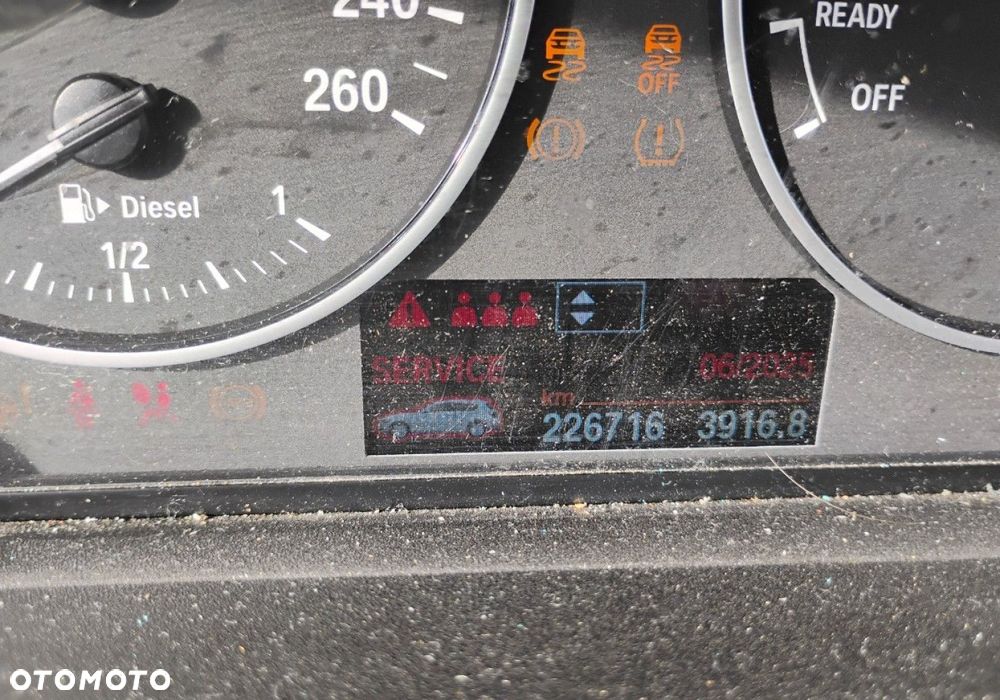 240
260
Diesel
1/2
1
OFF
READY
OFF
SERVICE 06/2025
km
226716 3916.8
OTOMOTO